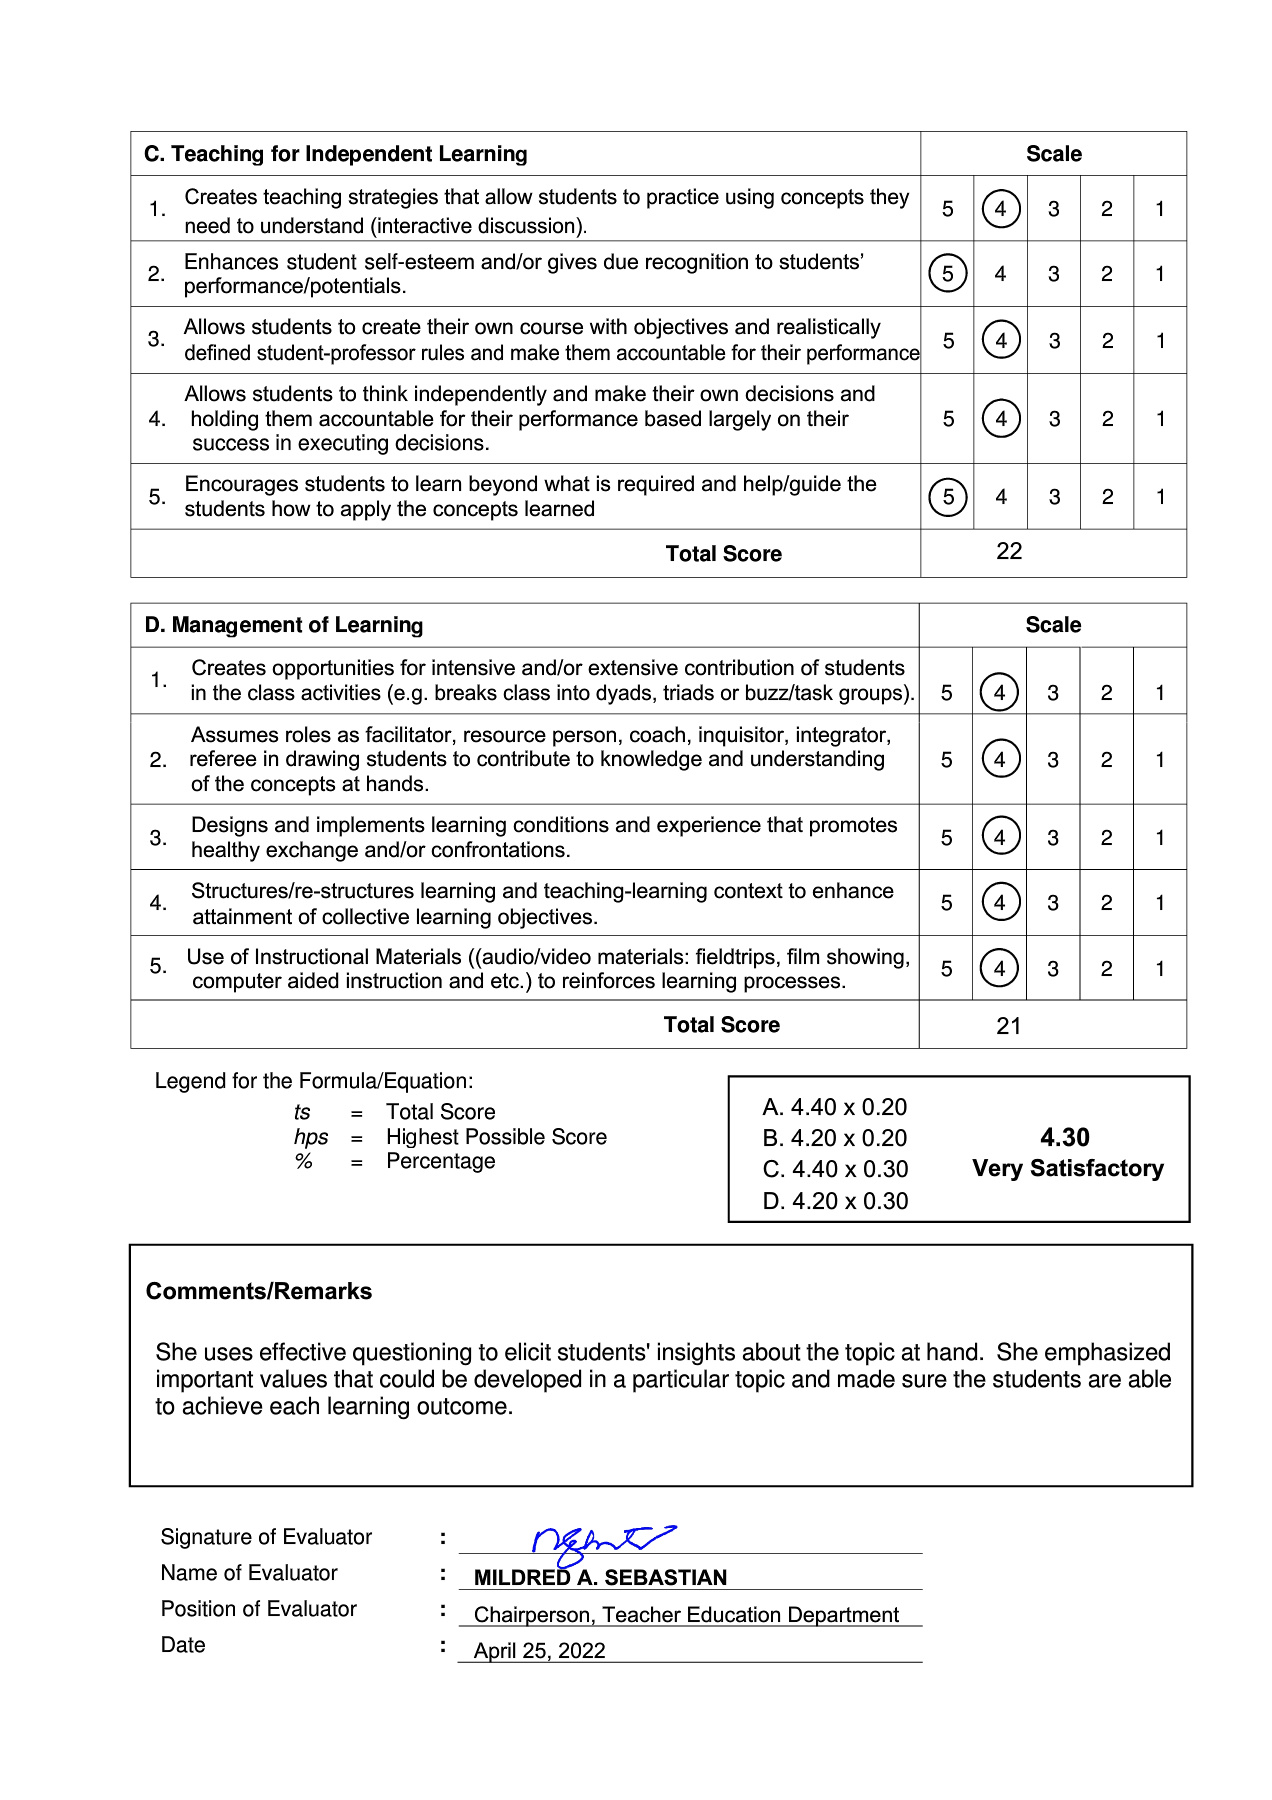 C. Teaching for Independent Learning Scale
1. Creates teaching strategies that allow students to practice using concepts they
need to understand (interactive discussion). 5 4 3 2 1
2. Enhances student self-esteem and/or gives due recognition to students’
performance/potentials. 5 4 3 2 1
3. Allows students to create their own course with objectives and realistically
defined student-professor rules and make them accountable for their performance 5 4 3 2 1
Allows students to think independently and make their own decisions and
4. holding them accountable for their performance based largely on their 5 4 3 2 1
success in executing decisions.
5. Encourages students to learn beyond what is required and help/guide the
students how to apply the concepts learned 5 4 3 2 1
Total Score 22
D. Management of Learning Scale
1. Creates opportunities for intensive and/or extensive contribution of students
in the class activities (e.g. breaks class into dyads, triads or buzz/task groups). 5 4 3 2 1
Assumes roles as facilitator, resource person, coach, inquisitor, integrator,
2. referee in drawing students to contribute to knowledge and understanding 5 4 3 2 1
of the concepts at hands.
3. Designs and implements learning conditions and experience that promotes
healthy exchange and/or confrontations. 5 4 3 2 1
4. Structures/re-structures learning and teaching-learning context to enhance
attainment of collective learning objectives. 5 4 3 2 1
5. Use of Instructional Materials ((audio/video materials: fieldtrips, film showing,
computer aided instruction and etc.) to reinforces learning processes. 5 4 3 2 1
Total Score 21
Legend for the Formula/Equation:
ts = Total Score
hps = Highest Possible Score
% = Percentage
A. 4.40 x 0.20
B. 4.20 x 0.20
C. 4.40 x 0.30
D. 4.20 x 0.30
4.30
Very Satisfactory
Comments/Remarks
She uses effective questioning to elicit students' insights about the topic at hand. She emphasized
important values that could be developed in a particular topic and made sure the students are able
to achieve each learning outcome.
Signature of Evaluator :
Name of Evaluator : MILDRED A. SEBASTIAN
Position of Evaluator : Chairperson, Teacher Education Department
Date : April 25, 2022